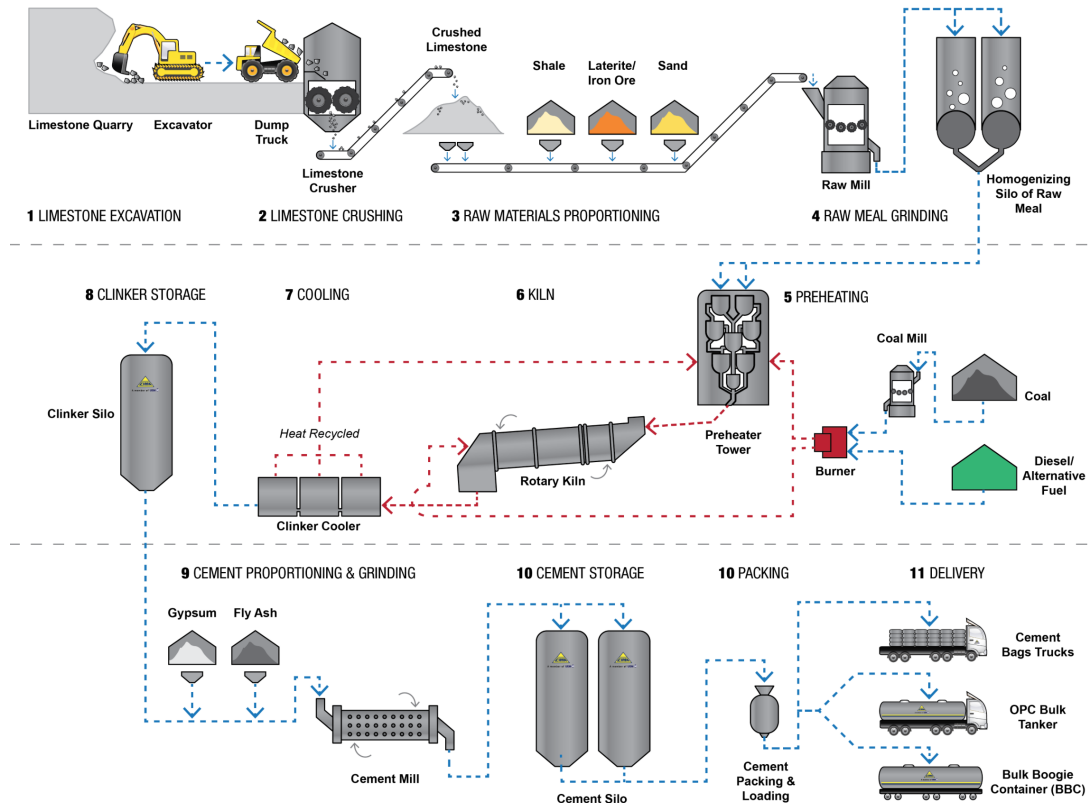 Crushed
Limestone
Shale
Laterite/
Iron Ore
Sand
Limestone Quarry
Excavator
Dump
Truck
Limestone
Crusher
Raw Mill
Homogenizing
Silo of Raw
Meal
1 LIMESTONE EXCAVATION
2 LIMESTONE CRUSHING
3 RAW MATERIALS PROPORTIONING
4 RAW MEAL GRINDING
8 CLINKER STORAGE
7 COOLING
6 KILN
5 PREHEATING
Coal Mill
Clinker Silo
Coal
Heat Recycled
Preheater
Tower
Rotary Kiln
Burner
Diesel/
Alternative
Fuel
Clinker Cooler
9 CEMENT PROPORTIONING & GRINDING
10 CEMENT STORAGE
10 PACKING
11 DELIVERY
Gypsum
Fly Ash
Cement
Bags Trucks
OPC Bulk
Tanker
Cement Mill
Cement
Packing &
Loading
Cement Silo
Bulk Boogie
Container (BBC)